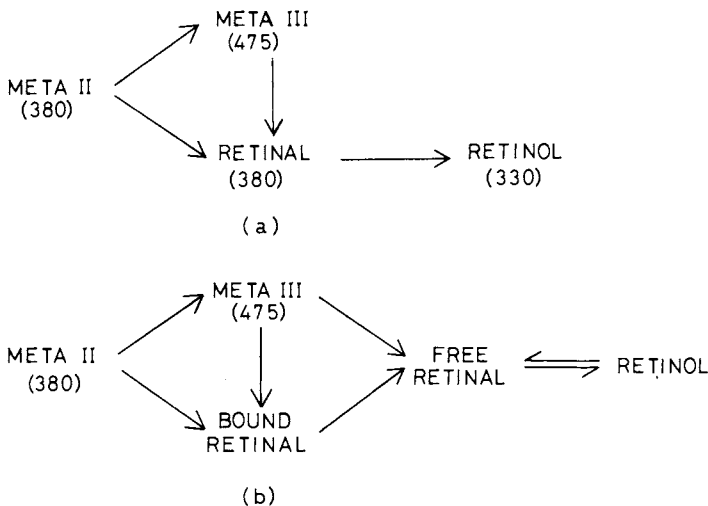 META III
(475)
META II
(380)
RETINAL
(380)
RETINOL
(330)
(a)
META III
(475)
META II
(380)
FREE
RETINAL
RETINOL
BOUND
RETINAL
(b)